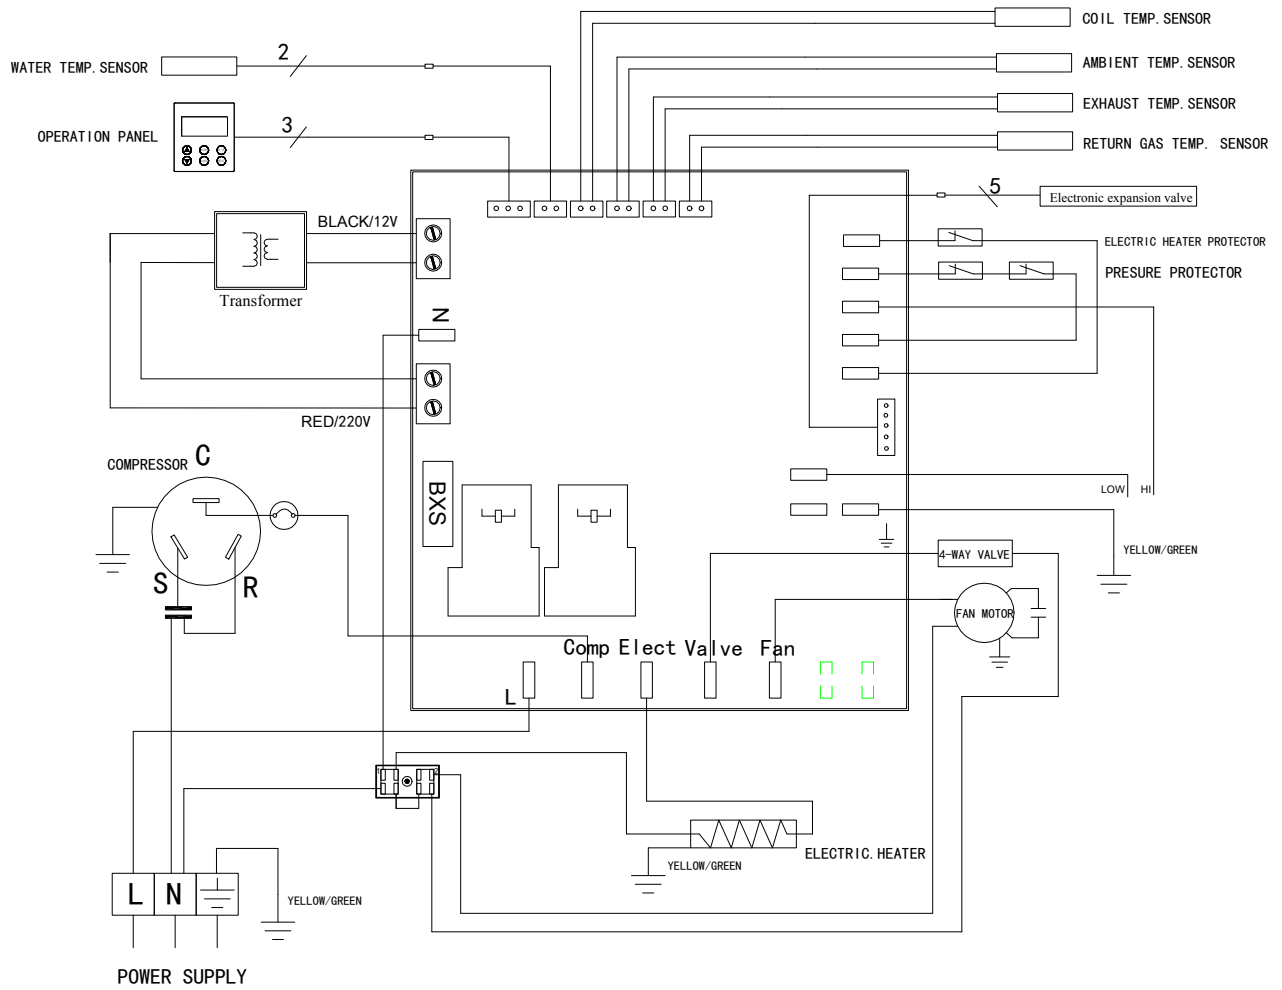 COIL TEMP. SENSOR
WATER TEMP. SENSOR
2
AMBIENT TEMP. SENSOR
EXHAUST TEMP. SENSOR
OPERATION PANEL
3
RETURN GAS TEMP. SENSOR
5
Electronic expansion valve
BLACK/12V
ELECTRIC HEATER PROTECTOR
PRESURE PROTECTOR
Transformer
N
RED/220V
COMPRESSOR C
BXS
LOW HI
YELLOW/GREEN
4-WAY VALVE
S R
FAN MOTOR
Comp Elect Valve Fan
L
1 2
ELECTRIC. HEATER
YELLOW/GREEN
L N
YELLOW/GREEN
POWER SUPPLY